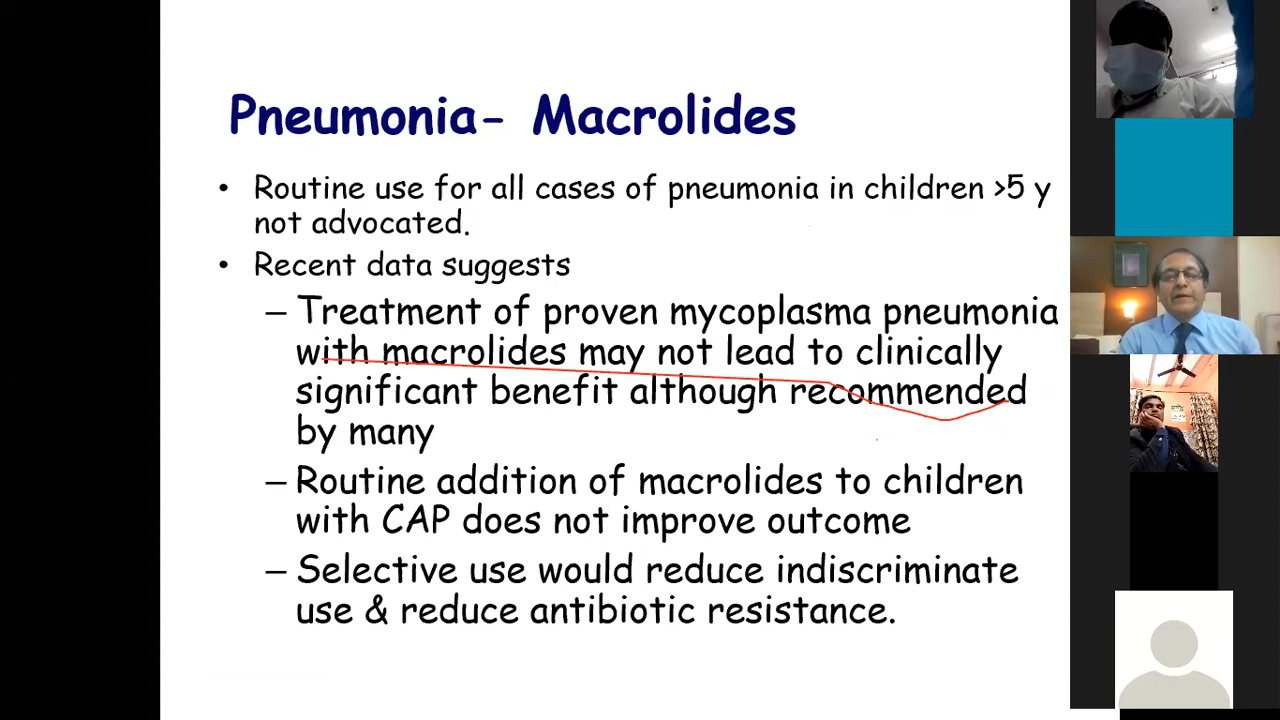 Pneumonia- Macrolides
• Routine use for all cases of pneumonia in children >5 y
not advocated.
• Recent data suggests
– Treatment of proven mycoplasma pneumonia
with macrolides may not lead to clinically
significant benefit although recommended
by many
– Routine addition of macrolides to children
with CAP does not improve outcome
– Selective use would reduce indiscriminate
use & reduce antibiotic resistance.